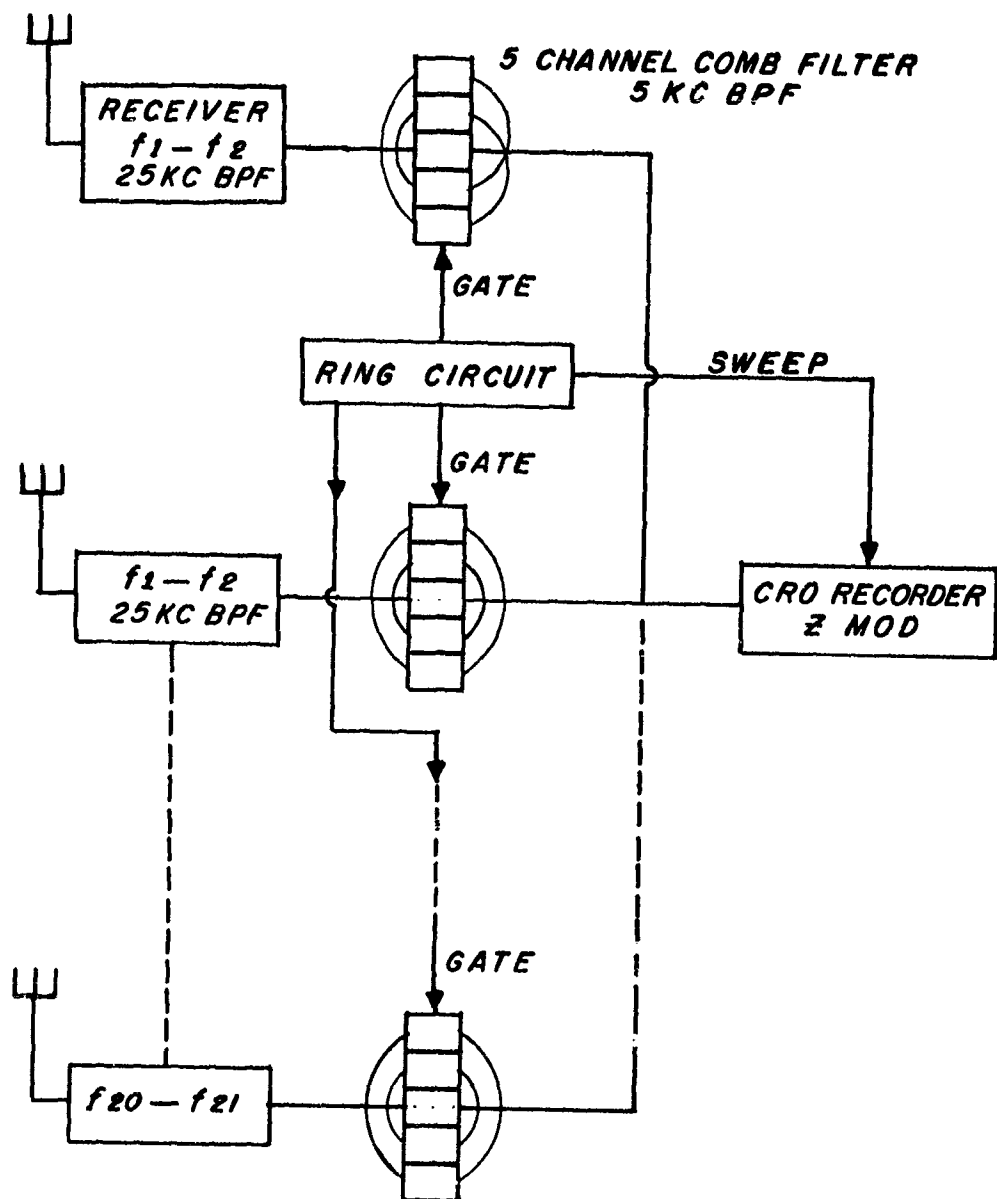 5 CHANNEL COMB FILTER
5 KC BPF
RECEIVER
f1 — f2
25KC BPF
GATE
RING CIRCUIT
SWEEP
GATE
f1 — f2
25KC BPF
CRO RECORDER
Z MOD
GATE
f20 — f21